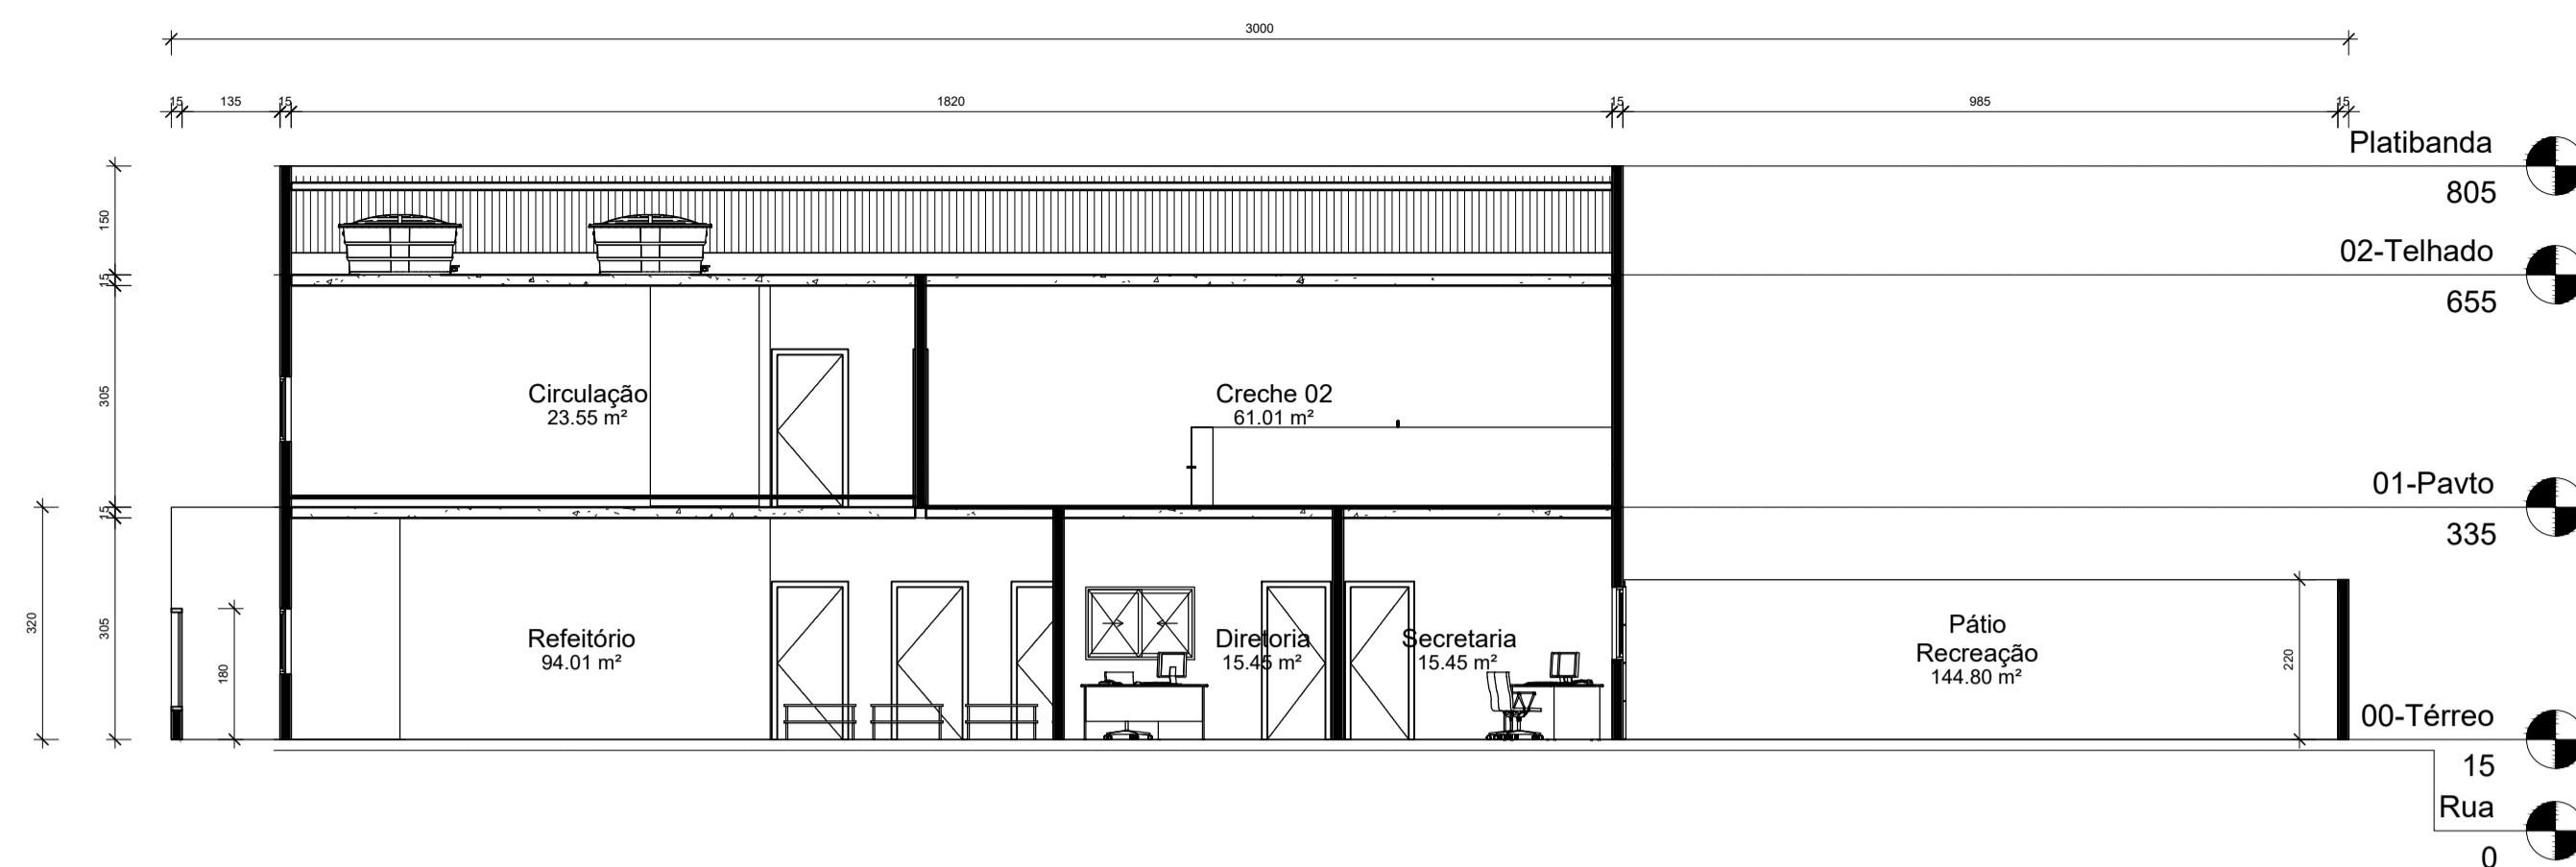 3000
15 135 15 1820 15 985 15
Platibanda
805
150
02-Telhado
655
15
305
Circulação
23.55 m²
Creche 02
61.01 m²
01-Pavto
335
15
320
305
180
Refeitório
94.01 m²
Diretoria
15.45 m²
Secretaria
15.45 m²
Pátio
Recreação
144.80 m²
220
00-Térreo
15
Rua
0